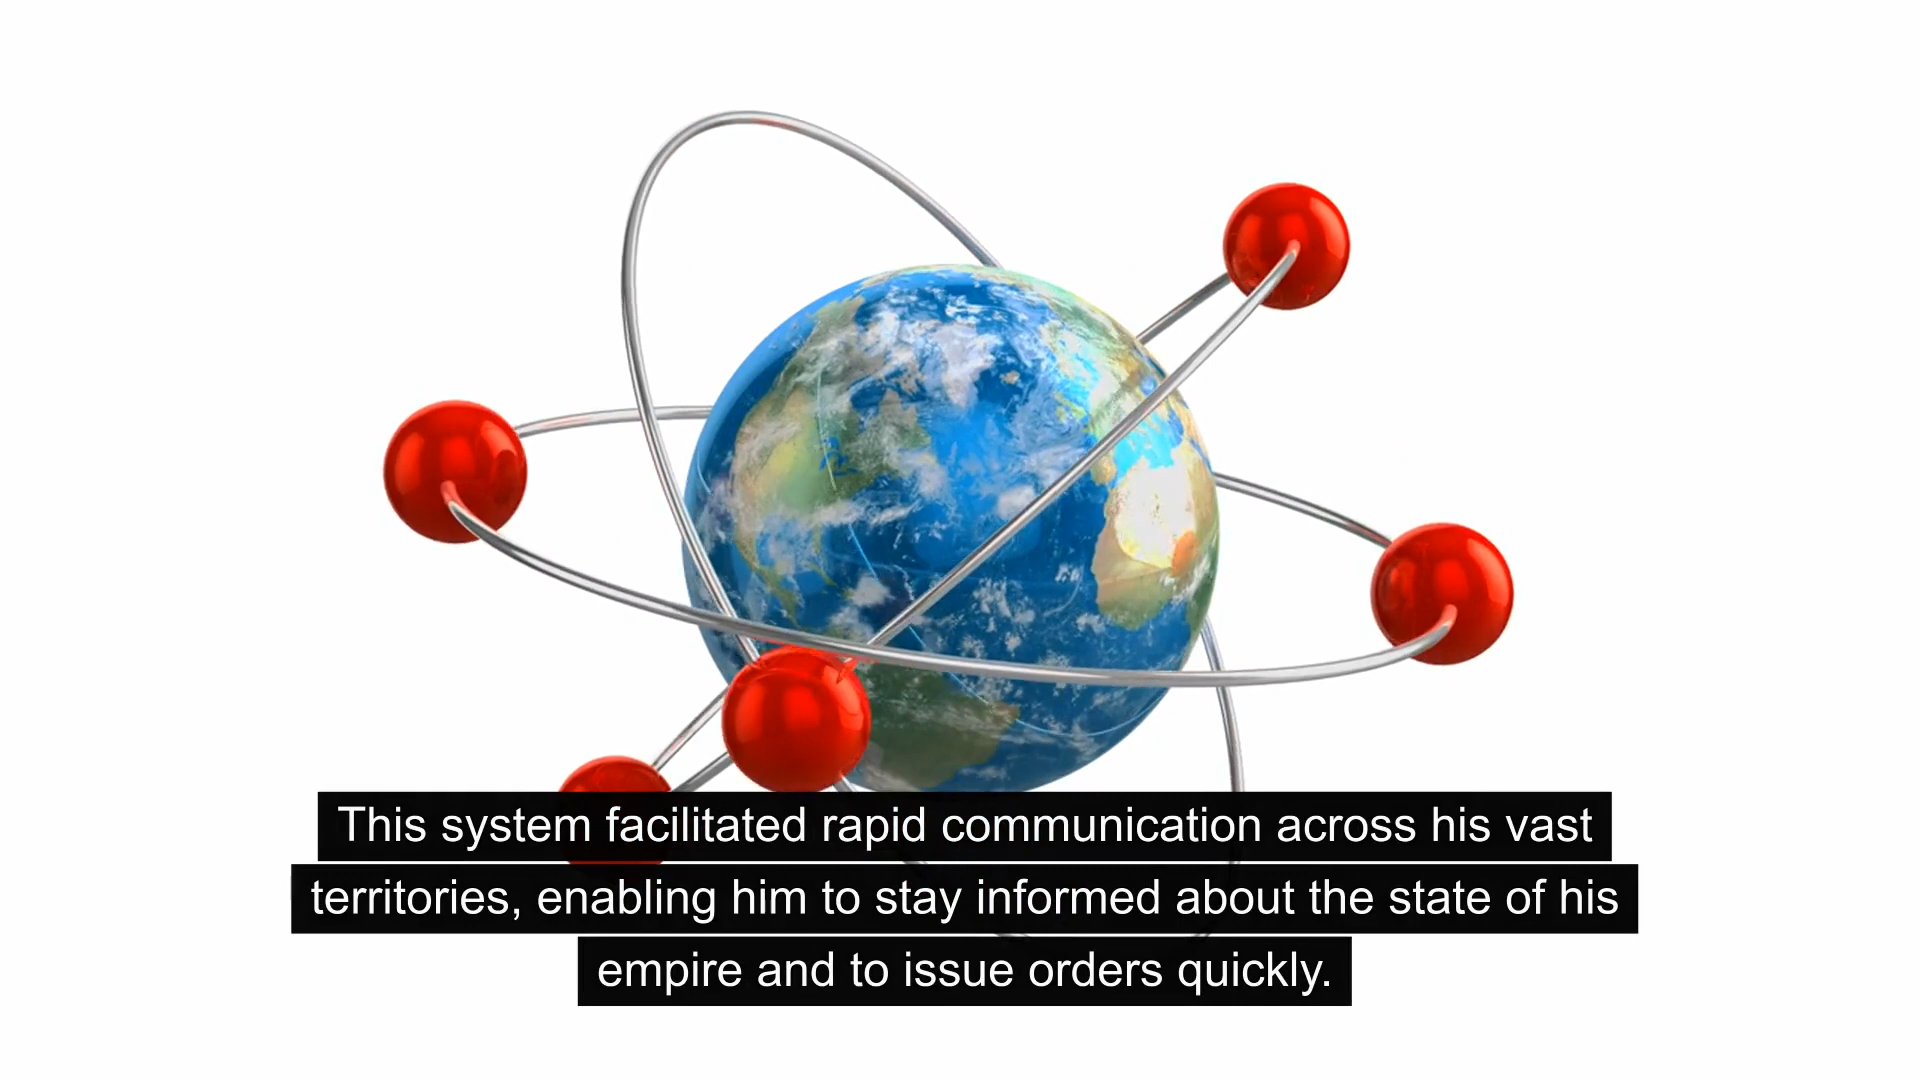 This system facilitated rapid communication across his vast
territories, enabling him to stay informed about the state of his
empire and to issue orders quickly.